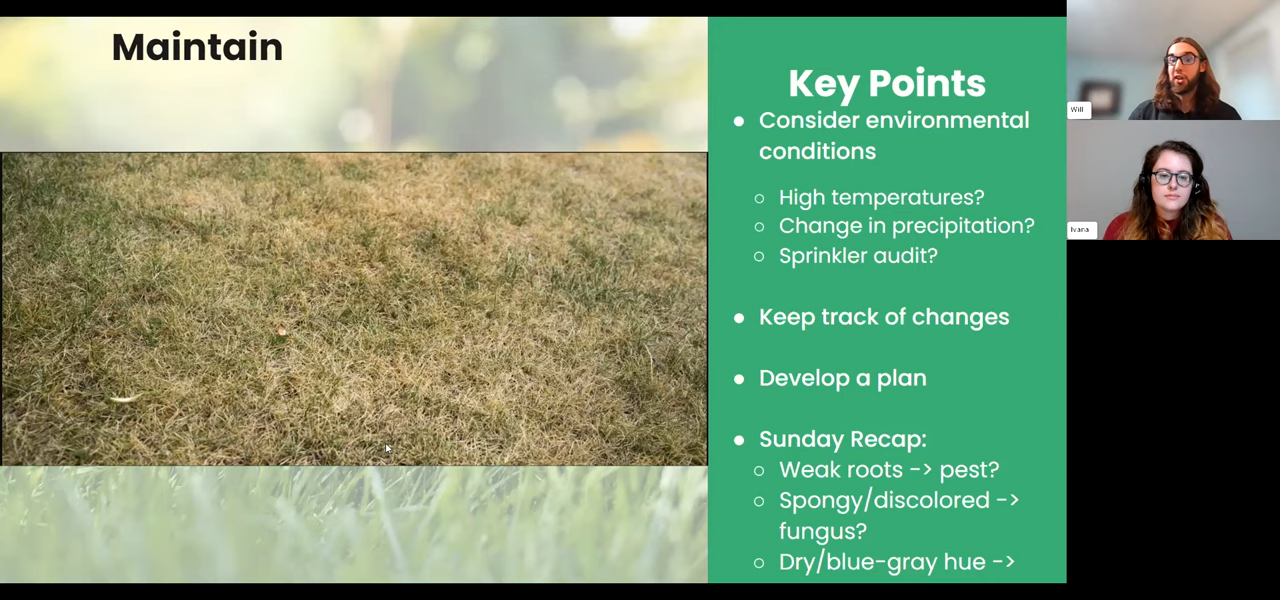 Maintain
Key Points
● Consider environmental
conditions
○ High temperatures?
○ Change in precipitation?
○ Sprinkler audit?
● Keep track of changes
● Develop a plan
● Sunday Recap:
○ Weak roots -> pest?
○ Spongy/discolored ->
fungus?
○ Dry/blue-gray hue ->
Will
Ivana